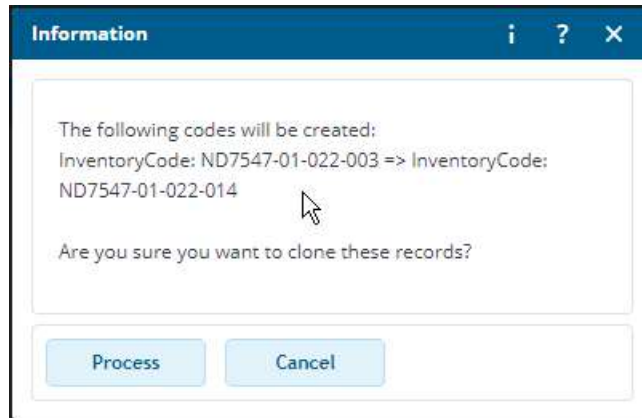 Information i ? ×
The following codes will be created:
InventoryCode: ND7547-01-022-003 => InventoryCode:
ND7547-01-022-014
Are you sure you want to clone these records?
Process Cancel